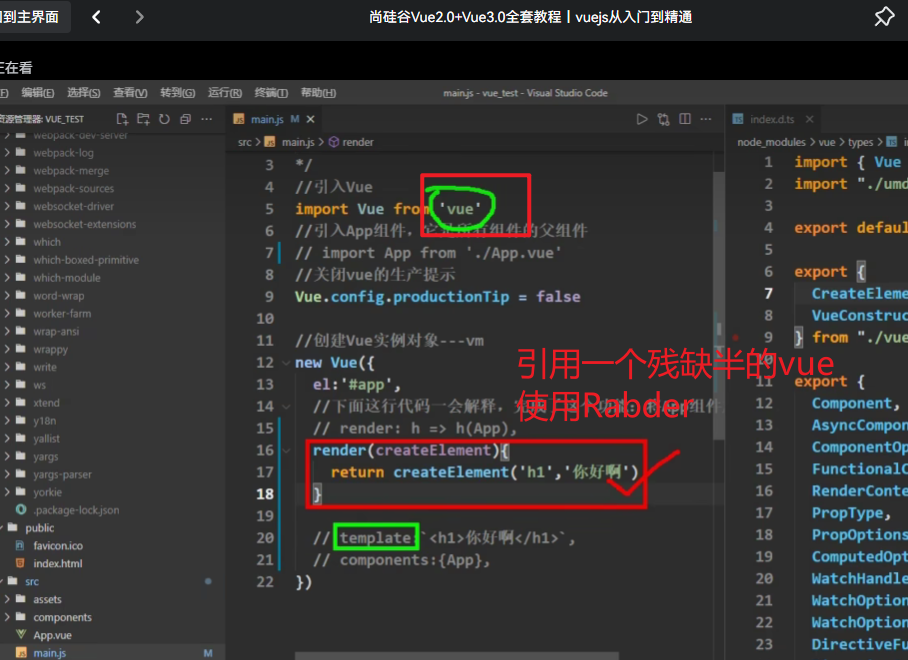 回到主界面
尚硅谷Vue2.0+Vue3.0全套教程丨vuejs从入门到精通
正在看
编辑(E) 选择(S) 查看(V) 转到(G) 运行(R) 终端(T) 帮助(H)
main.js - vue_test - Visual Studio Code
资源管理器: VUE_TEST
webpack-dev-server
webpack-log
webpack-merge
webpack-sources
websocket-driver
websocket-extensions
which
which-boxed-primitive
which-module
word-wrap
worker-farm
wrap-ansi
wrappy
write
ws
xtend
y18n
yallist
yargs
yargs-parser
yorkie
.package-lock.json
public
favicon.ico
index.html
src
assets
components
App.vue
main.js M
main.js M
src > main.js > render
3 */
4 //引入Vue
5 import Vue from 'vue'
6 //引入App组件，它是所有组件的父组件
7 // import App from './App.vue'
8 //关闭vue的生产提示
9 Vue.config.productionTip = false
10
11 //创建Vue实例对象---vm
12 new Vue({
13 el:'#app',
14 //下面这行代码一会解释，完成了这个功能：将App组件
15 // render: h => h(App),
16 render(createElement){
17 return createElement('h1','你好啊')
18 }
19
20 // template:`<h1>你好啊</h1>`,
21 // components:{App},
22 })
引用一个残缺半的vue
使用Rabder
index.d.ts
node_modules > vue > types >
1 import { Vue
2 import "./umd
3
4 export defaul
5
6 export {
7 CreateEleme
8 VueConstruc
9 } from "./vue
10
11 export {
12 Component,
13 AsyncCompon
14 ComponentOp
15 FunctionalC
16 RenderConte
17 PropType,
18 PropOptions
19 ComputedOpt
20 WatchHandle
21 WatchOption
22 WatchOption
23 DirectiveFu